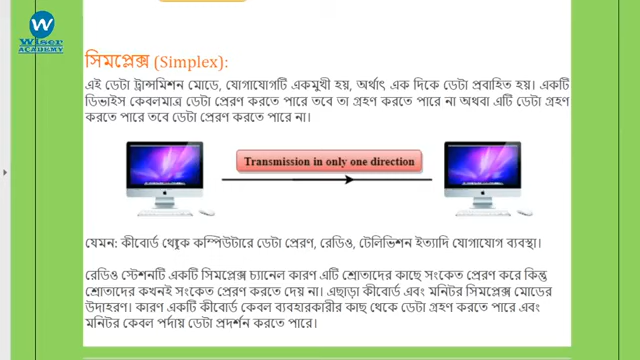 W
Wiser
ACADEMY
সিমপ্লেক্স (Simplex):
এই ডেটা ট্রান্সমিশন মোডে, যোগাযোগটি একমুখী হয়, অর্থাৎ এক দিকে ডেটা প্রবাহিত হয়। একটি
ডিভাইস কেবলমাত্র ডেটা প্রেরণ করতে পারে তবে তা গ্রহণ করতে পারে না অথবা এটি ডেটা গ্রহণ
করতে পারে তবে ডেটা প্রেরণ করতে পারে না।
Transmission in only one direction
যেমন: কীবোর্ড থেকে কম্পিউটারে ডেটা প্রেরণ, রেডিও, টেলিভিশন ইত্যাদি যোগাযোগ ব্যবস্থা।
রেডিও স্টেশনটি একটি সিমপ্লেক্স চ্যানেল কারণ এটি শ্রোতাদের কাছে সংকেত প্রেরণ করে কিন্তু
শ্রোতাদের কখনই সংকেত প্রেরণ করতে দেয় না। এছাড়া কীবোর্ড এবং মনিটর সিমপ্লেক্স মোডের
উদাহরণ। কারণ একটি কীবোর্ড কেবল ব্যবহারকারীর কাছ থেকে ডেটা গ্রহণ করতে পারে এবং
মনিটর কেবল পর্দায় ডেটা প্রদর্শন করতে পারে।